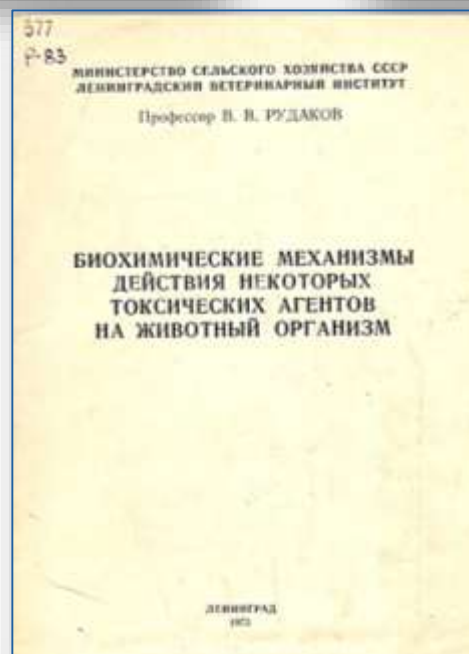 577
Р-83
МИНИСТЕРСТВО СЕЛЬСКОГО ХОЗЯЙСТВА СССР
ЛЕНИНГРАДСКИЙ ВЕТЕРИНАРНЫЙ ИНСТИТУТ
Профессор В. В. РУДАКОВ
БИОХИМИЧЕСКИЕ МЕХАНИЗМЫ
ДЕЙСТВИЯ НЕКОТОРЫХ
ТОКСИЧЕСКИХ АГЕНТОВ
НА ЖИВОТНЫЙ ОРГАНИЗМ
ЛЕНИНГРАД